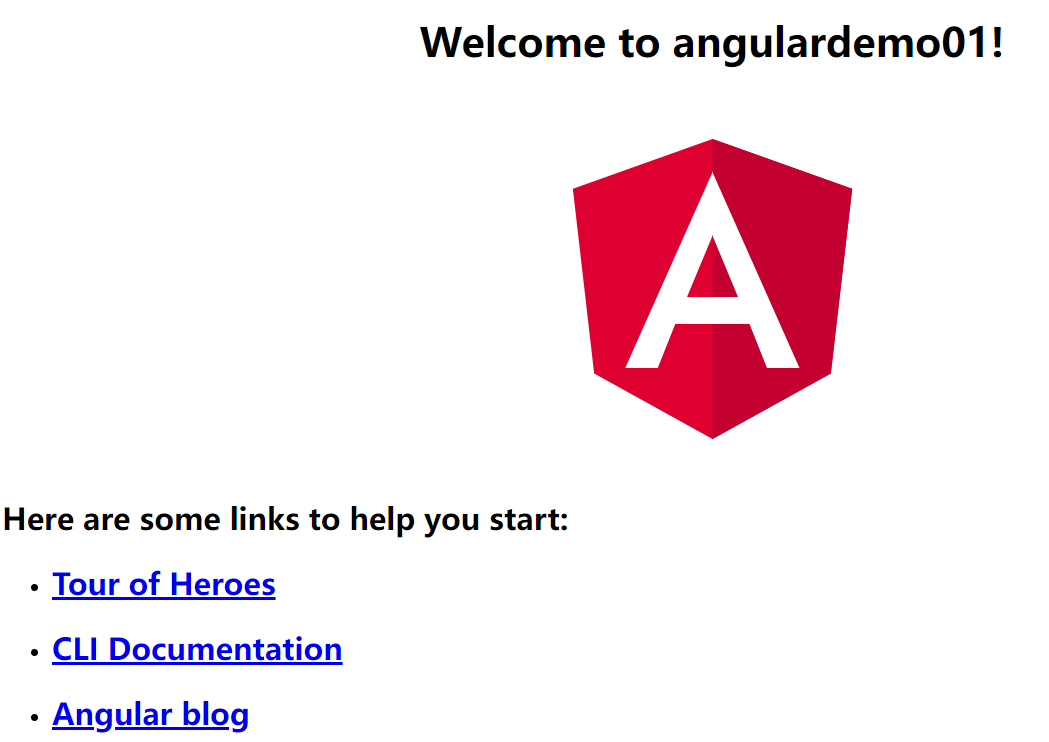 Welcome to angulardemo01!
A
Here are some links to help you start:
Tour of Heroes
CLI Documentation
Angular blog